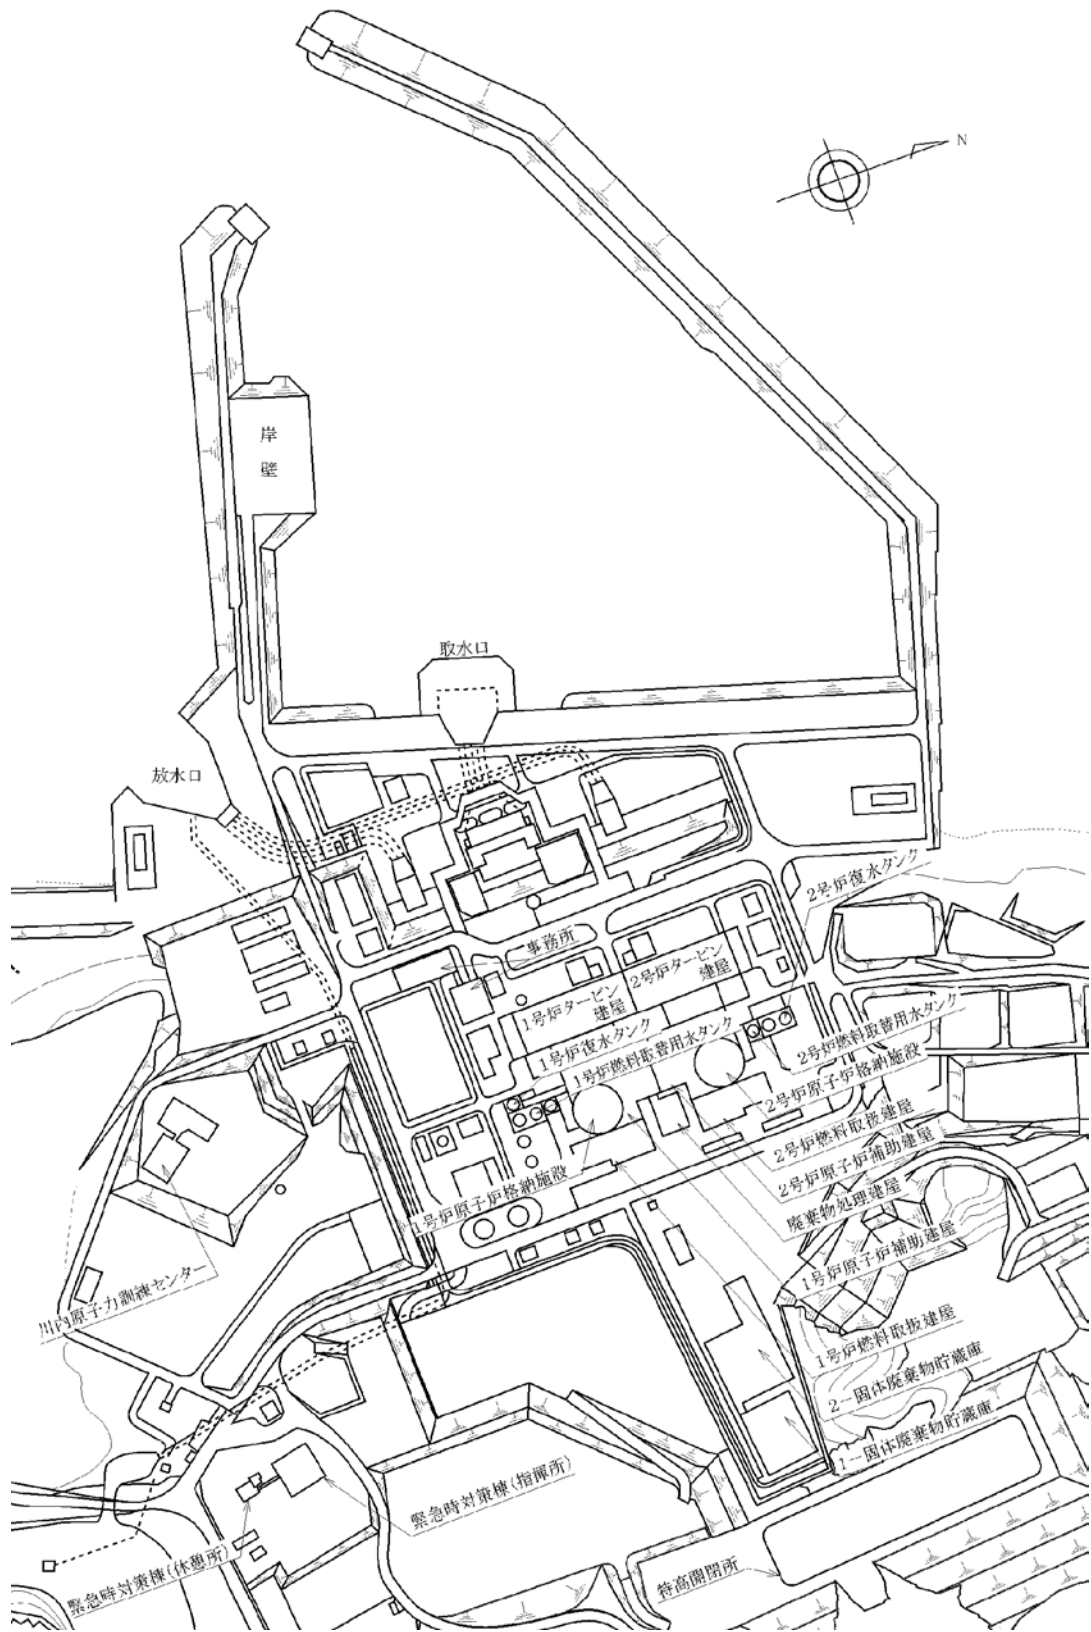 N
岸
壁
取水口
放水口
2号炉復水タンク
事務所
2号炉タービン
建屋
1号炉タービン
建屋
1号炉復水タンク
1号炉燃料取替用水タンク
2号炉燃料取替用水タンク
2号炉原子炉格納施設
2号炉燃料取扱建屋
2号炉原子炉補助建屋
廃棄物処理建屋
1号炉原子炉格納施設
1号炉原子炉補助建屋
川内原子力訓練センター
1号炉燃料取扱建屋
2－固体廃棄物貯蔵庫
1－固体廃棄物貯蔵庫
緊急時対策棟(指揮所)
緊急時対策棟(休憩所)
特高開閉所